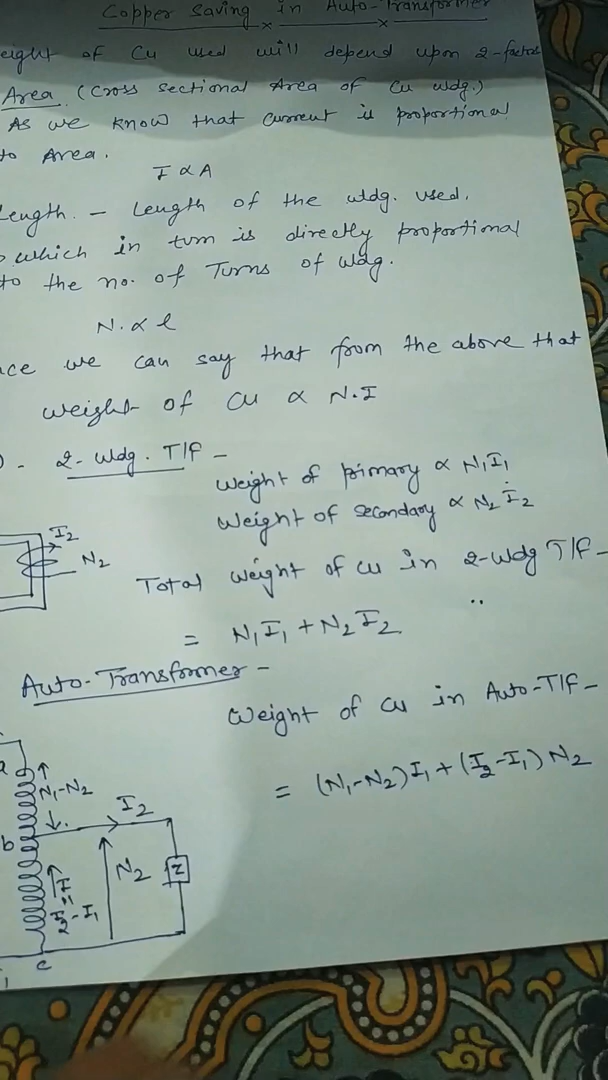 Copper Saving in Auto-Transformer
eight of Cu used will depend upon 2-factor
Area. (Cross sectional Area of Cu wdg.)
As we know that current is proportional
to Area.
I ∝ A
Length. - Length of the wdg. used,
which in turn is directly proportional
to the no. of Turns of wdg.
N. ∝ l
nce we can say that from the above that
weight of Cu ∝ N.I
). 2-wdg. T/F -
weight of primary ∝ N₁I₁
weight of secondary ∝ N₂ I₂
I₂
N₂
Total weight of Cu in 2-wdg T/F -
= N₁I₁ + N₂I₂
Auto-Transformer -
Weight of Cu in Auto-T/F -
= (N₁-N₂)I₁ + (I₂-I₁) N₂
a
N₁-N₂
I₂
b
N₂
Z
I = I₂-I₁
c